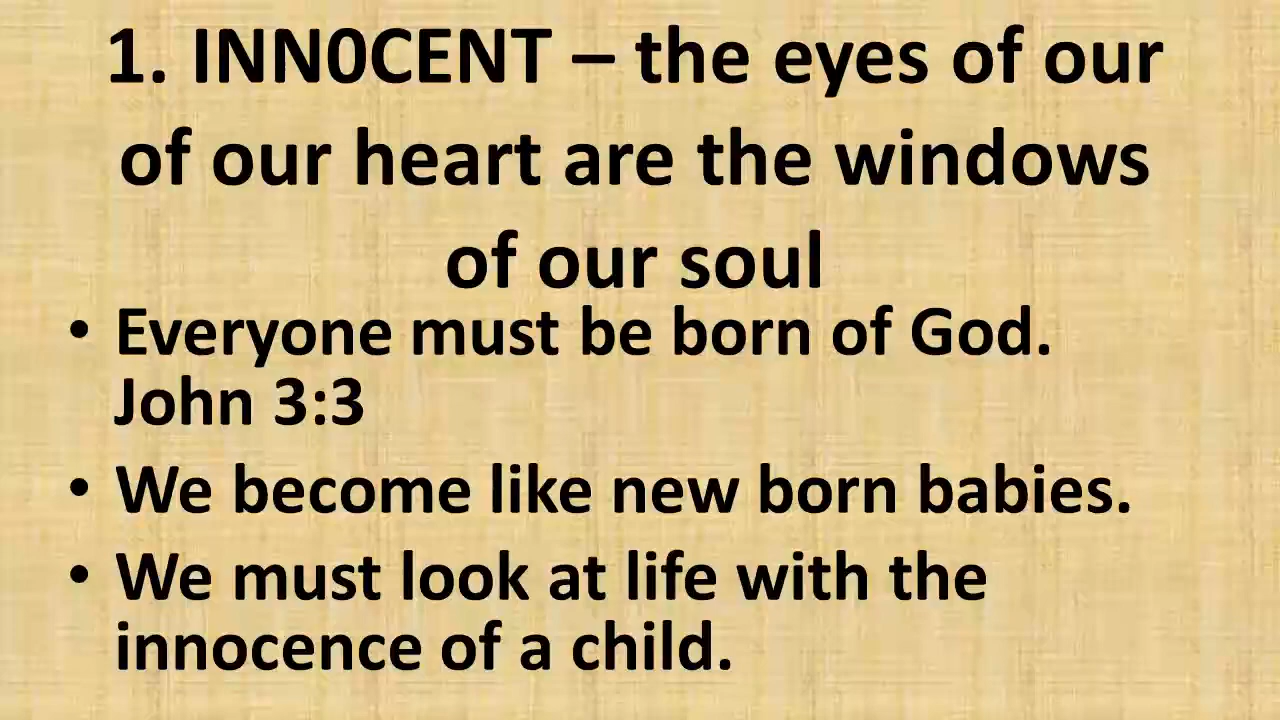 1. INN0CENT – the eyes of our
of our heart are the windows
of our soul
• Everyone must be born of God.
John 3:3
• We become like new born babies.
• We must look at life with the
innocence of a child.